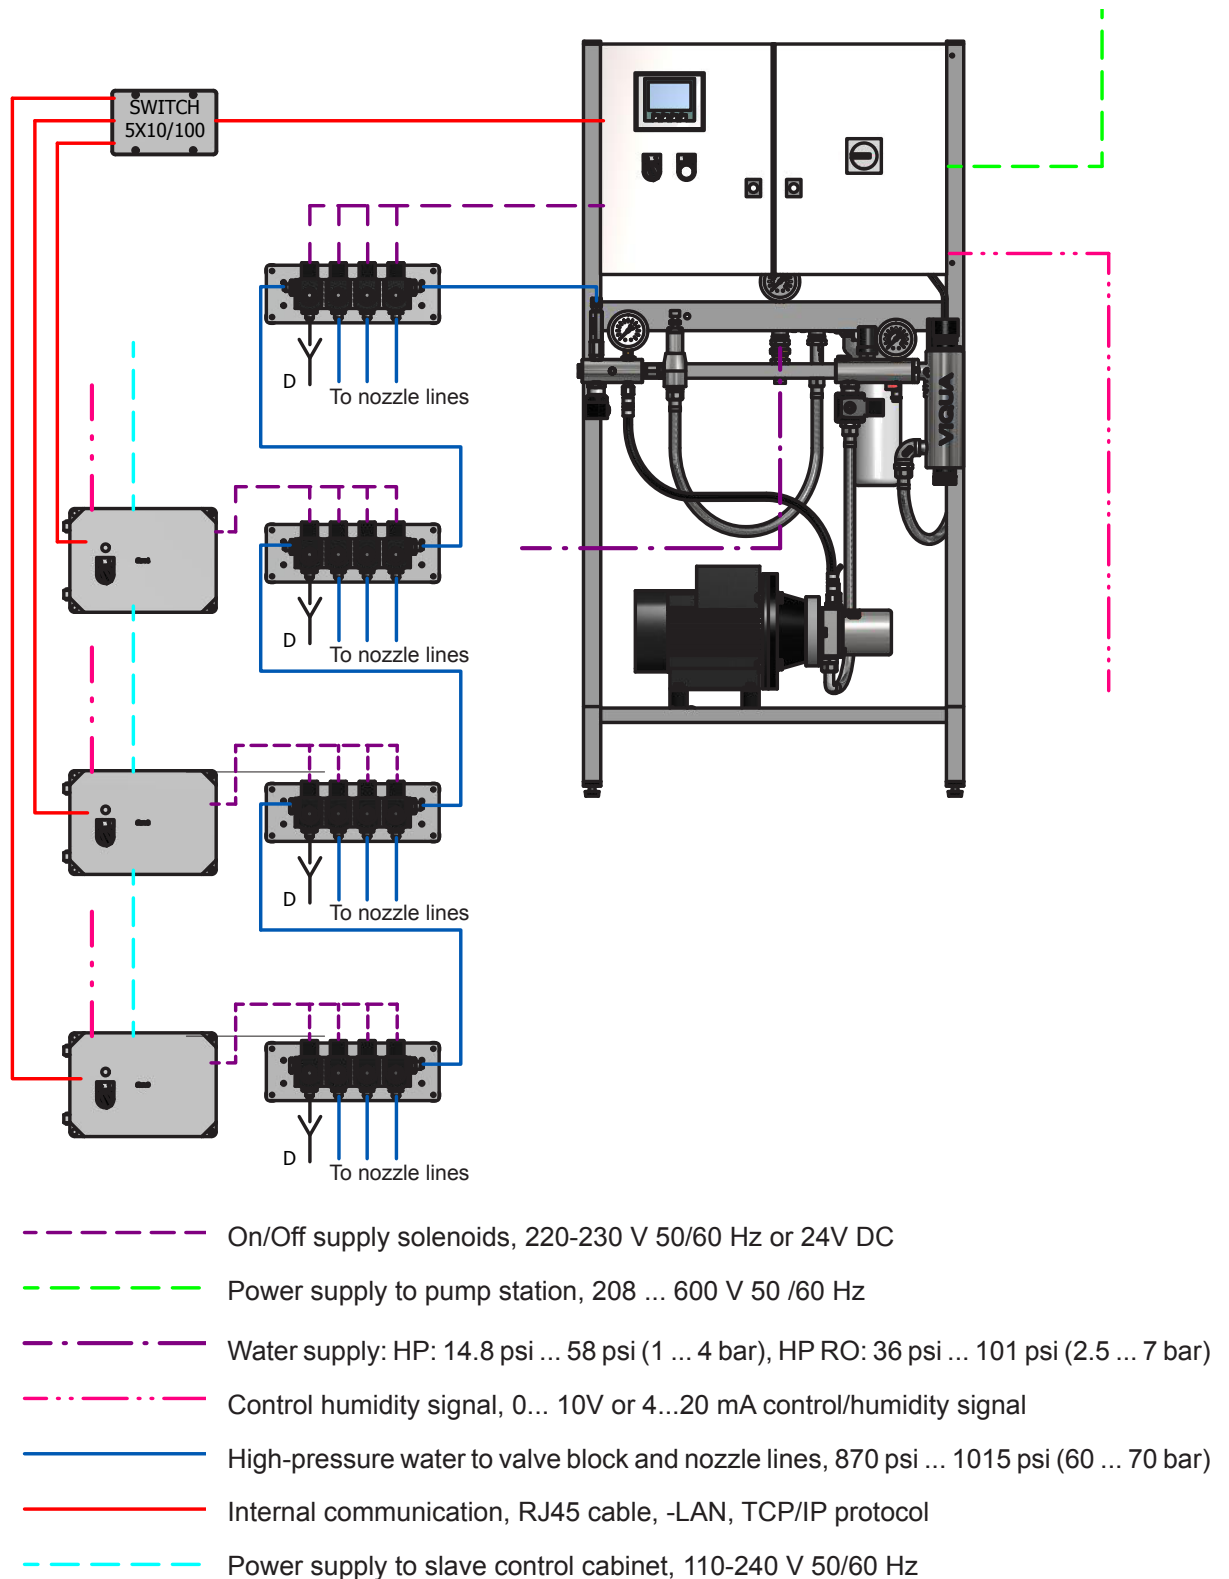 SWITCH
5X10/100
D
To nozzle lines
VIQUA
D
To nozzle lines
D
To nozzle lines
D
To nozzle lines
On/Off supply solenoids, 220-230 V 50/60 Hz or 24V DC
Power supply to pump station, 208 ... 600 V 50 /60 Hz
Water supply: HP: 14.8 psi ... 58 psi (1 ... 4 bar), HP RO: 36 psi ... 101 psi (2.5 ... 7 bar)
Control humidity signal, 0... 10V or 4...20 mA control/humidity signal
High-pressure water to valve block and nozzle lines, 870 psi ... 1015 psi (60 ... 70 bar)
Internal communication, RJ45 cable, -LAN, TCP/IP protocol
Power supply to slave control cabinet, 110-240 V 50/60 Hz